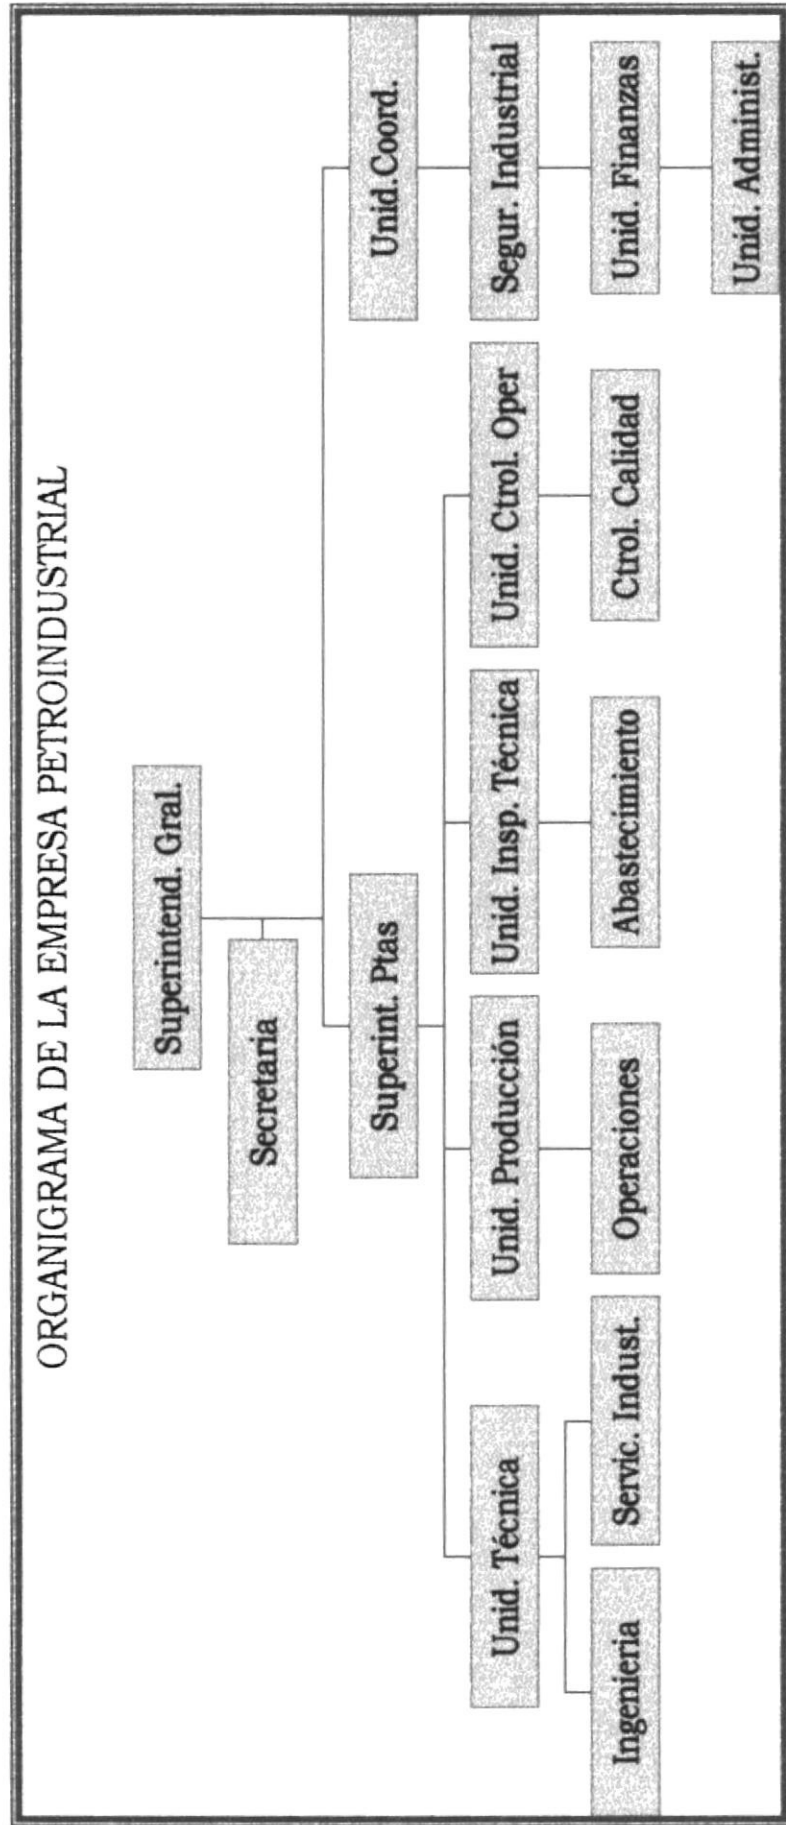 ORGANIGRAMA DE LA EMPRESA PETROINDUSTRIAL
Superintend. Gral.
Secretaria
Superint. Ptas
Unid.Coord.
Unid. Técnica
Unid. Producción
Unid. Insp. Técnica
Unid. Ctrol. Oper
Segur. Industrial
Ingenieria
Servic. Indust.
Operaciones
Abastecimiento
Ctrol. Calidad
Unid. Finanzas
Unid. Administ.